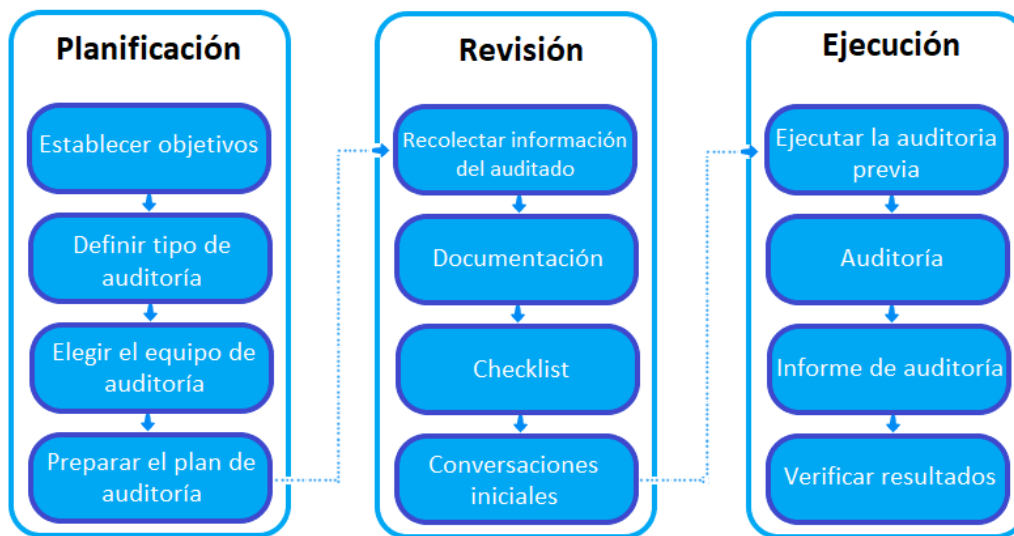 Planificación
Establecer objetivos
Definir tipo de
auditoría
Elegir el equipo de
auditoría
Preparar el plan de
auditoría
Revisión
Recolectar información
del auditado
Documentación
Checklist
Conversaciones
iniciales
Ejecución
Ejecutar la auditoria
previa
Auditoría
Informe de auditoría
Verificar resultados